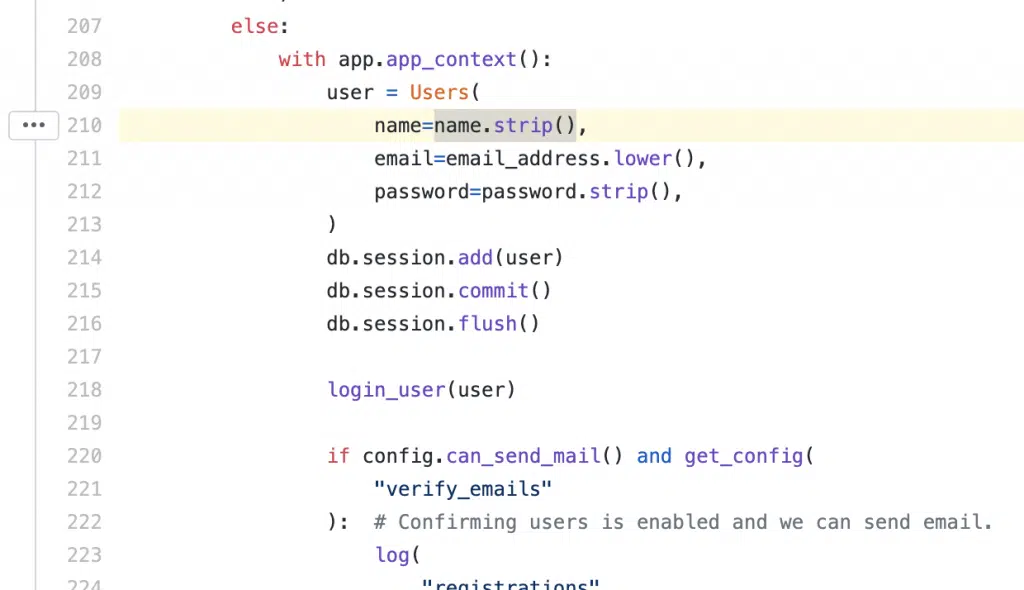 207 else:
208 with app.app_context():
209 user = Users(
210 name=name.strip(),
211 email=email_address.lower(),
212 password=password.strip(),
213 )
214 db.session.add(user)
215 db.session.commit()
216 db.session.flush()
217
218 login_user(user)
219
220 if config.can_send_mail() and get_config(
221 "verify_emails"
222 ):  # Confirming users is enabled and we can send email.
223 log(
224 "registrations"